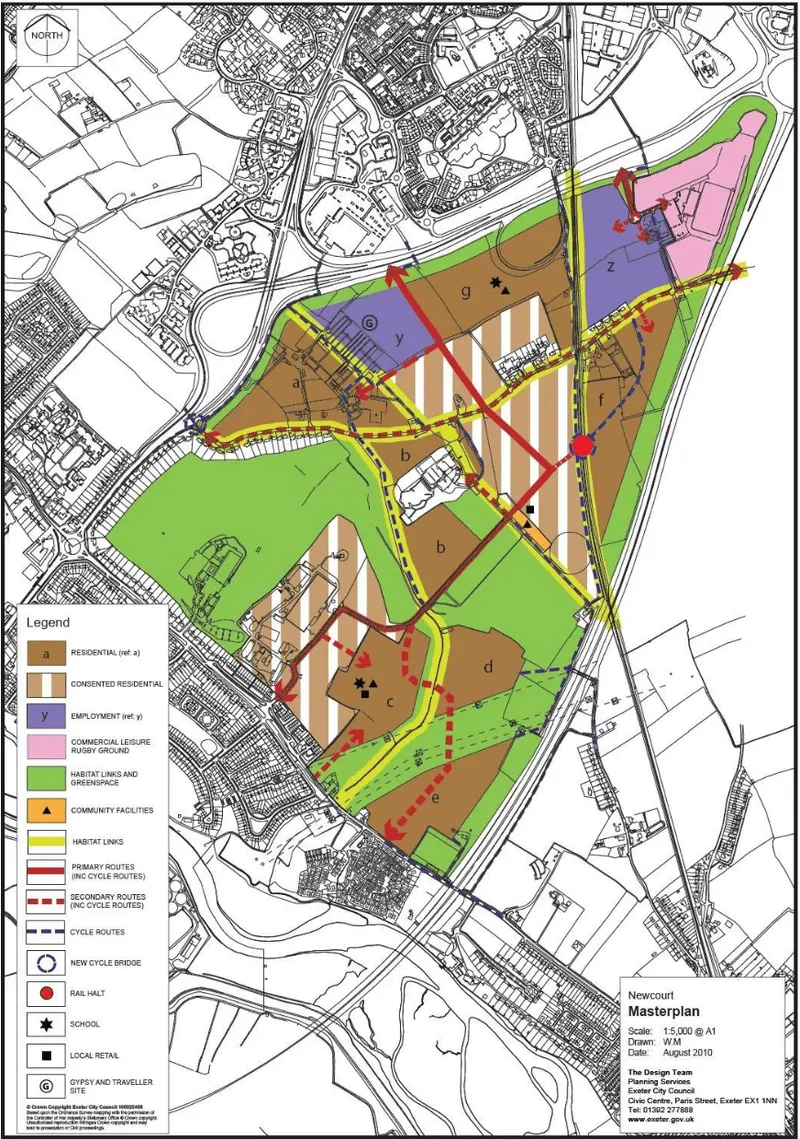 NORTH
g
z
G
y
a
f
b
b
d
c
e
Legend
a RESIDENTIAL (ref: a)
CONSENTED RESIDENTIAL
y EMPLOYMENT (ref: y)
COMMERCIAL LEISURE
RUGBY GROUND
HABITAT LINKS AND
GREENSPACE
COMMUNITY FACILITIES
HABITAT LINKS
PRIMARY ROUTES
(INC CYCLE ROUTES)
SECONDARY ROUTES
(INC CYCLE ROUTES)
CYCLE ROUTES
NEW CYCLE BRIDGE
RAIL HALT
SCHOOL
LOCAL RETAIL
G GYPSY AND TRAVELLER
SITE
© Crown Copyright Exeter City Council 100025458
Based upon the Ordnance Survey mapping with the permission of
the Controller of Her majesty's Stationery Office © Crown copyright.
Unauthorised reproduction infringes Crown copyright and may
lead to prosecution or Civil proceedings.
Newcourt
Masterplan
Scale: 1:5,000 @ A1
Drawn: W.M
Date: August 2010
The Design Team
Planning Services
Exeter City Council
Civic Centre, Paris Street, Exeter EX1 1NN
Tel: 01392 277888
www.exeter.gov.uk